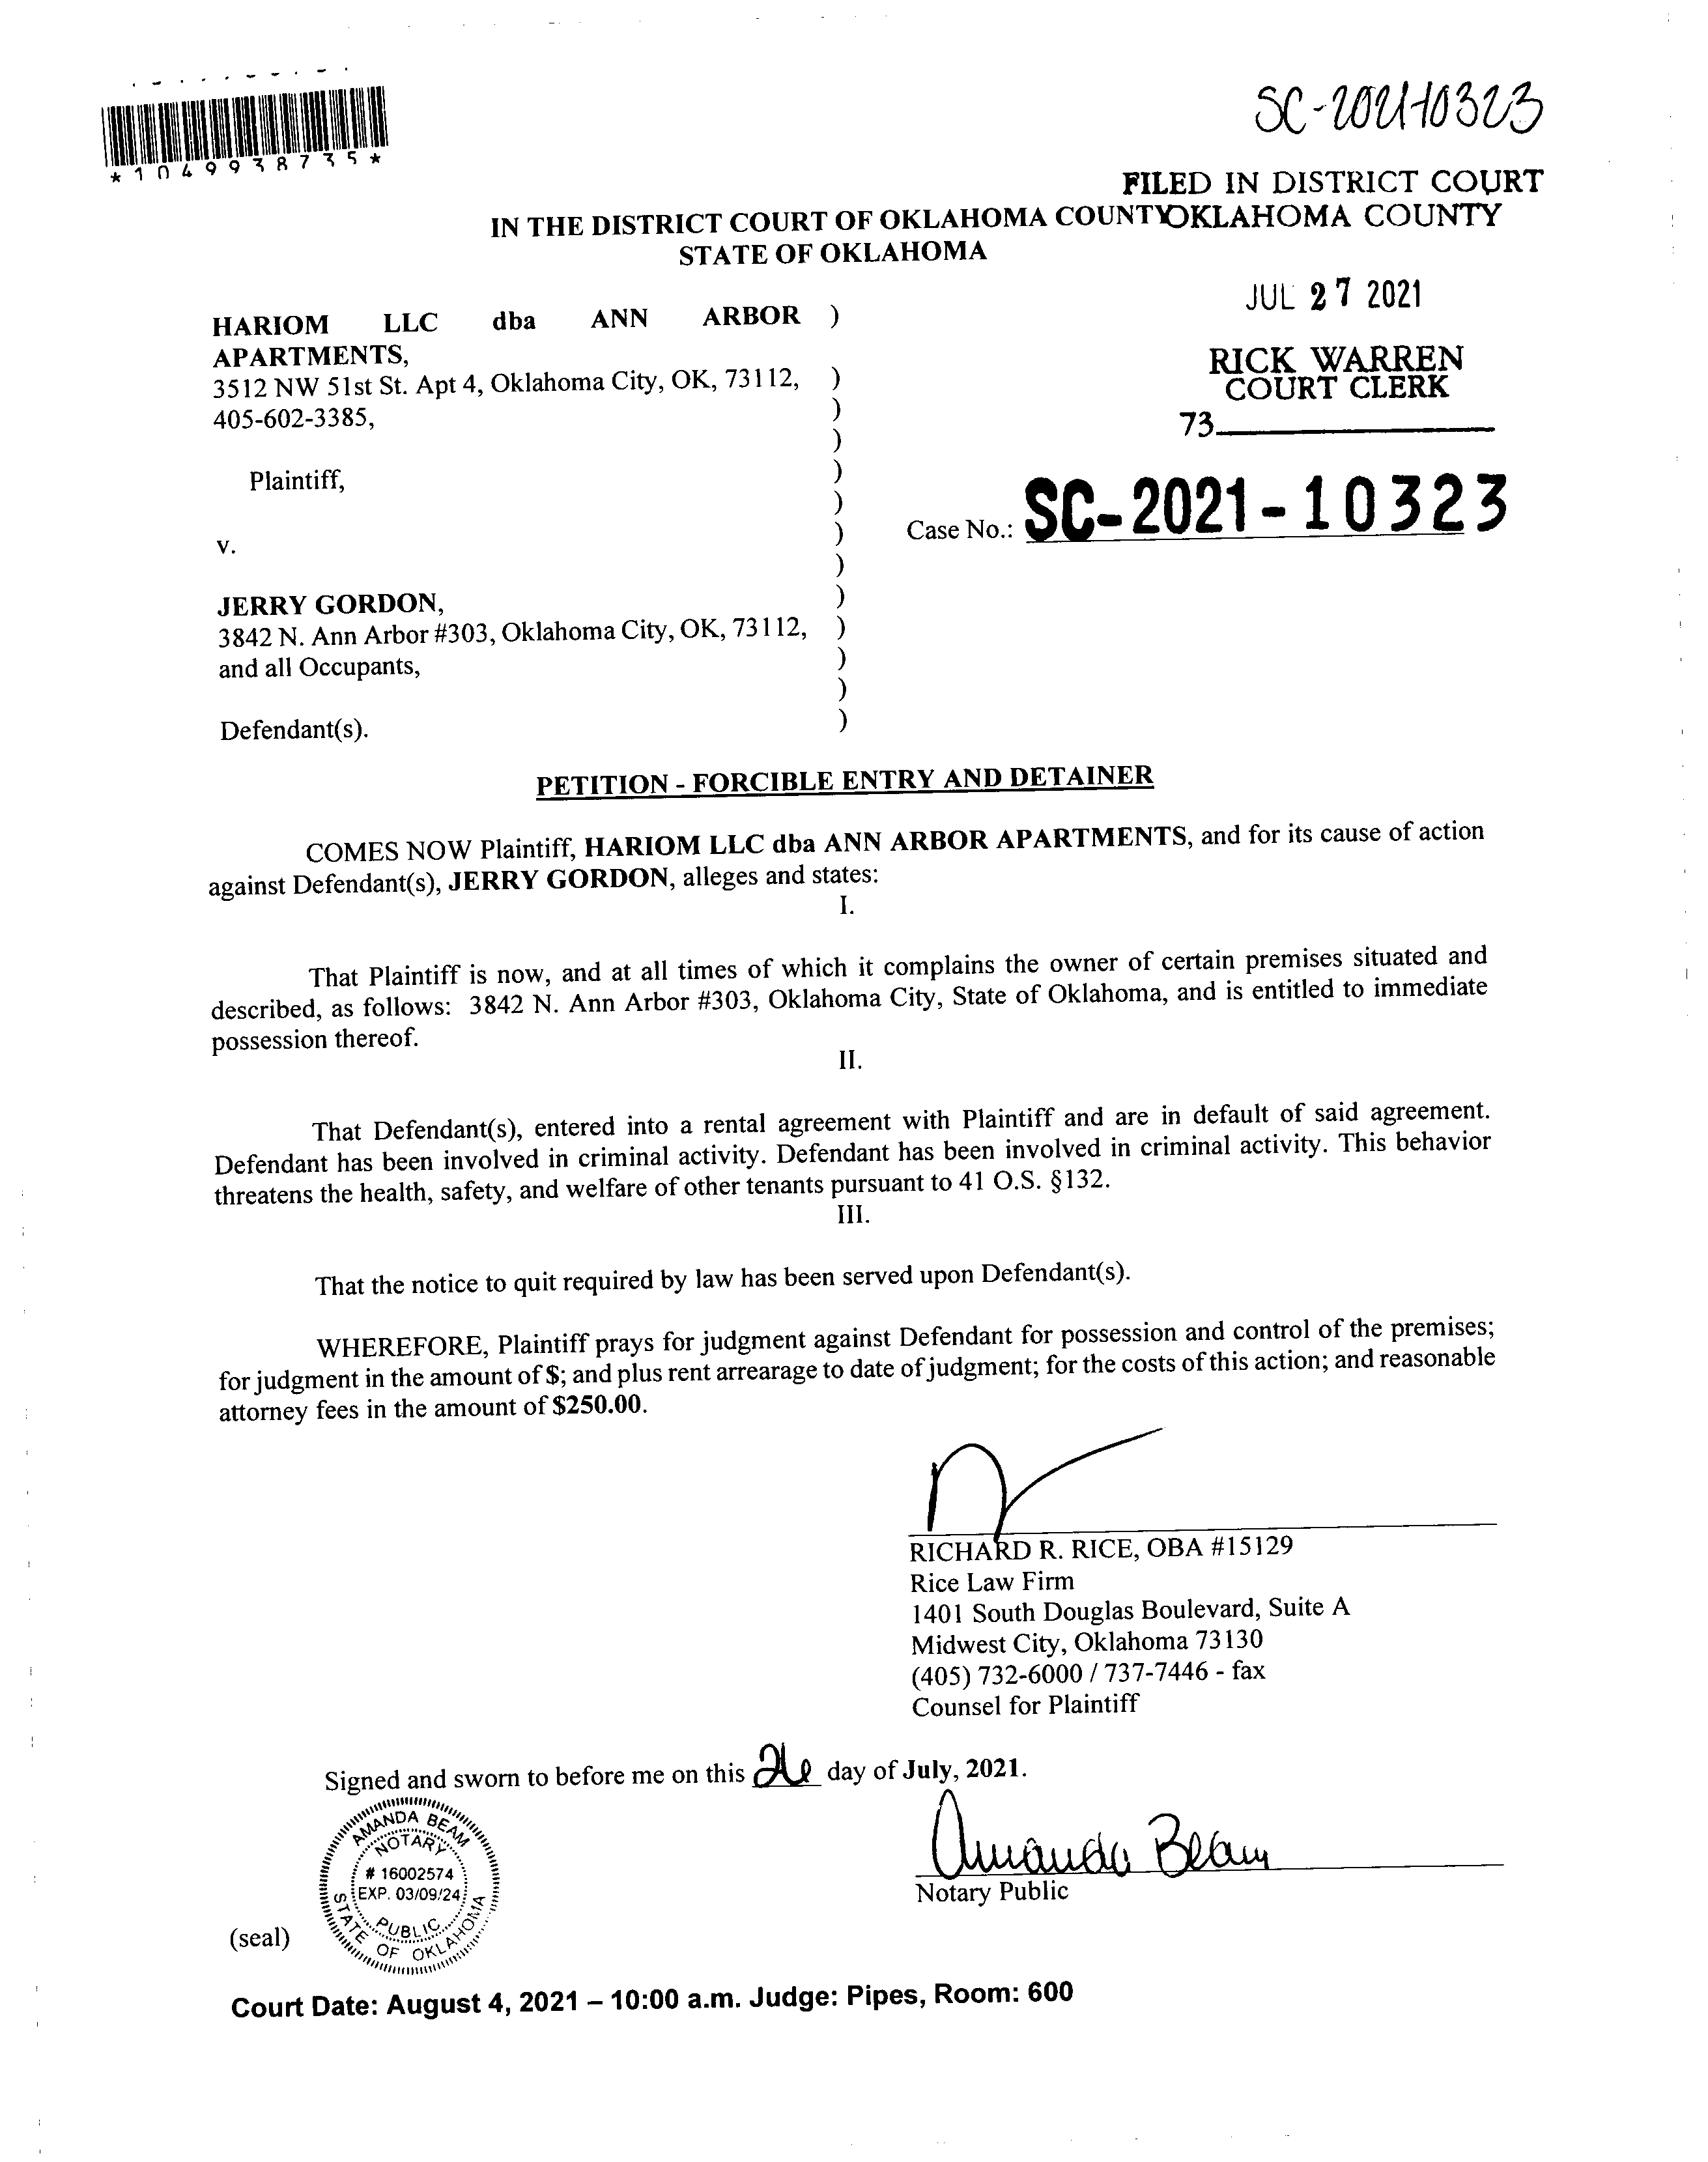 SC-2021-10323
*1049938735*
FILED IN DISTRICT COURT
IN THE DISTRICT COURT OF OKLAHOMA COUNTY OKLAHOMA COUNTY
STATE OF OKLAHOMA
JUL 27 2021
HARIOM LLC dba ANN ARBOR )
APARTMENTS,
RICK WARREN
COURT CLERK
3512 NW 51st St. Apt 4, Oklahoma City, OK, 73112, )
405-602-3385, )
73
)
Plaintiff, )
)
Case No.: SC-2021-10323
v. )
)
JERRY GORDON, )
3842 N. Ann Arbor #303, Oklahoma City, OK, 73112, )
and all Occupants, )
)
Defendant(s). )
PETITION - FORCIBLE ENTRY AND DETAINER
COMES NOW Plaintiff, HARIOM LLC dba ANN ARBOR APARTMENTS, and for its cause of action
against Defendant(s), JERRY GORDON, alleges and states:
I.
That Plaintiff is now, and at all times of which it complains the owner of certain premises situated and
described, as follows: 3842 N. Ann Arbor #303, Oklahoma City, State of Oklahoma, and is entitled to immediate
possession thereof.
II.
That Defendant(s), entered into a rental agreement with Plaintiff and are in default of said agreement.
Defendant has been involved in criminal activity. Defendant has been involved in criminal activity. This behavior
threatens the health, safety, and welfare of other tenants pursuant to 41 O.S. §132.
III.
That the notice to quit required by law has been served upon Defendant(s).
WHEREFORE, Plaintiff prays for judgment against Defendant for possession and control of the premises;
for judgment in the amount of $; and plus rent arrearage to date of judgment; for the costs of this action; and reasonable
attorney fees in the amount of $250.00.
RICHARD R. RICE, OBA #15129
Rice Law Firm
1401 South Douglas Boulevard, Suite A
Midwest City, Oklahoma 73130
(405) 732-6000 / 737-7446 - fax
Counsel for Plaintiff
Signed and sworn to before me on this 26 day of July, 2021.
AMANDA BEAM
NOTARY
# 16002574
EXP. 03/09/24
PUBLIC
STATE OF OKLAHOMA
Amanda Beam
Notary Public
(seal)
Court Date: August 4, 2021 – 10:00 a.m. Judge: Pipes, Room: 600